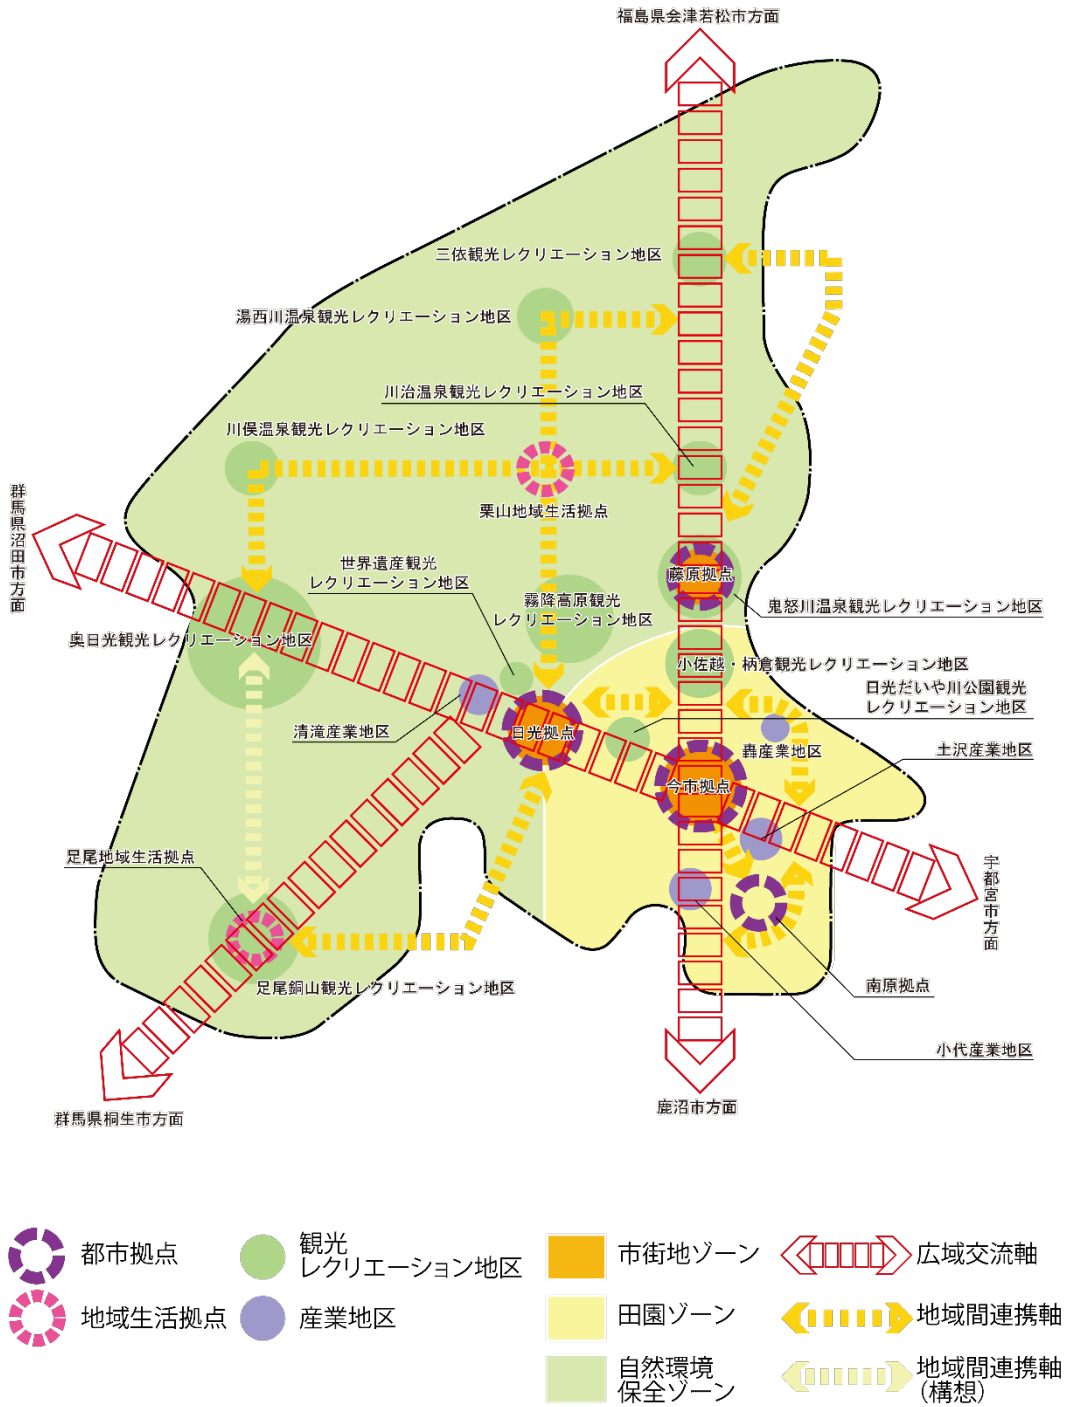 福島県会津若松市方面
三依観光レクリエーション地区
湯西川温泉観光レクリエーション地区
川治温泉観光レクリエーション地区
川俣温泉観光レクリエーション地区
群馬県沼田市方面
栗山地域生活拠点
世界遺産観光
レクリエーション地区
霧降高原観光
レクリエーション地区
藤原拠点
鬼怒川温泉観光レクリエーション地区
奥日光観光レクリエーション地区
小佐越・柄倉観光レクリエーション地区
日光だいや川公園観光
レクリエーション地区
清滝産業地区
日光拠点
轟産業地区
土沢産業地区
今市拠点
足尾地域生活拠点
宇都宮市方面
足尾銅山観光レクリエーション地区
南原拠点
小代産業地区
鹿沼市方面
群馬県桐生市方面
都市拠点
地域生活拠点
観光
レクリエーション地区
産業地区
市街地ゾーン
田園ゾーン
自然環境
保全ゾーン
広域交流軸
地域間連携軸
地域間連携軸
(構想)